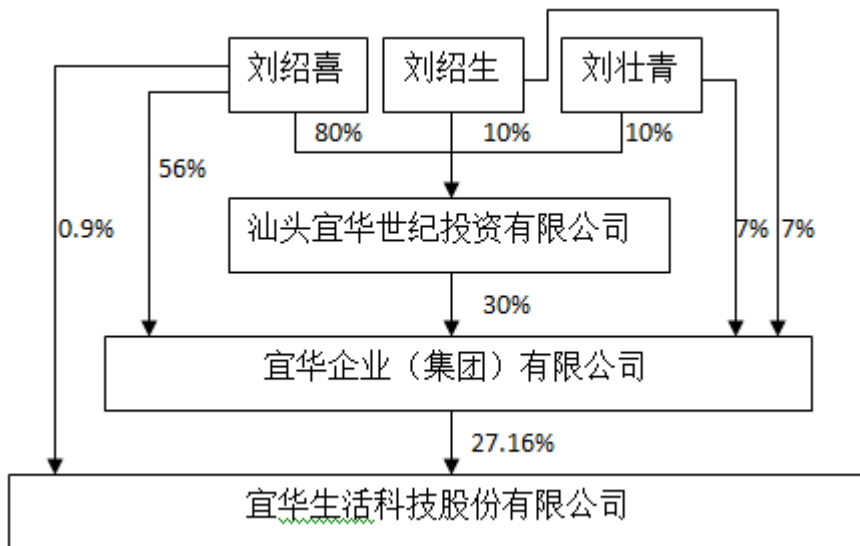 刘绍喜
刘绍生
刘壮青
80%
10%
10%
56%
汕头宜华世纪投资有限公司
0.9%
7%
7%
30%
宜华企业（集团）有限公司
27.16%
宜华生活科技股份有限公司